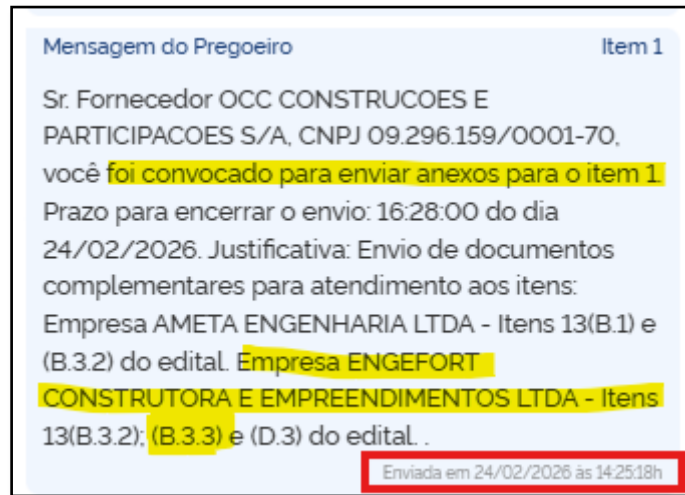 Mensagem do Pregoeiro Item 1
Sr. Fornecedor OCC CONSTRUCOES E
PARTICIPACOES S/A, CNPJ 09.296.159/0001-70,
você foi convocado para enviar anexos para o item 1.
Prazo para encerrar o envio: 16:28:00 do dia
24/02/2026. Justificativa: Envio de documentos
complementares para atendimento aos itens:
Empresa AMETA ENGENHARIA LTDA - Itens 13(B.1) e
(B.3.2) do edital. Empresa ENGEFORT
CONSTRUTORA E EMPREENDIMENTOS LTDA - Itens
13(B.3.2); (B.3.3) e (D.3) do edital. .
Enviada em 24/02/2026 às 14:25:18h